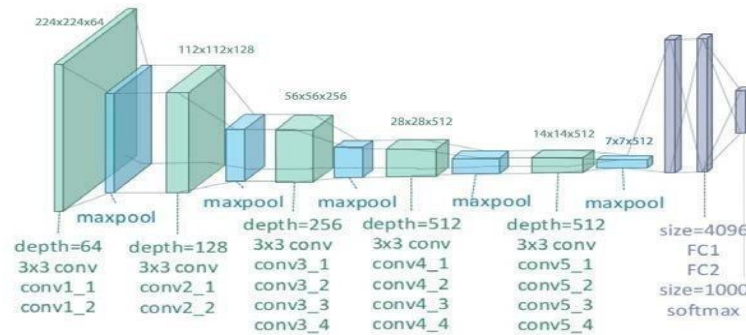 224x224x64
112x112x128
56x56x256
28x28x512
14x14x512
7x7x512
maxpool
maxpool
maxpool
maxpool
maxpool
depth=64
3x3 conv
conv1_1
conv1_2
depth=128
3x3 conv
conv2_1
conv2_2
depth=256
3x3 conv
conv3_1
conv3_2
conv3_3
conv3_4
depth=512
3x3 conv
conv4_1
conv4_2
conv4_3
conv4_4
depth=512
3x3 conv
conv5_1
conv5_2
conv5_3
conv5_4
size=4096
FC1
FC2
size=1000
softmax